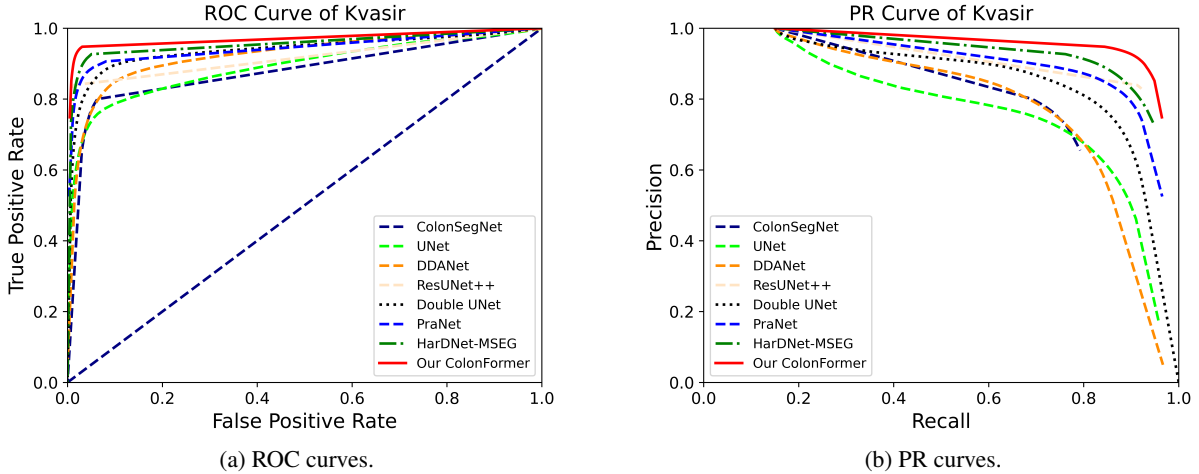 ROC Curve of Kvasir
1.0
0.8
0.6
0.4
0.2
0.0
True Positive Rate
ColonSegNet
UNet
DDANet
ResUNet++
Double UNet
PraNet
HarDNet-MSEG
Our ColonFormer
0.0 0.2 0.4 0.6 0.8 1.0
False Positive Rate
(a) ROC curves.
PR Curve of Kvasir
1.0
0.8
0.6
0.4
0.2
0.0
Precision
ColonSegNet
UNet
DDANet
ResUNet++
Double UNet
PraNet
HarDNet-MSEG
Our ColonFormer
0.0 0.2 0.4 0.6 0.8 1.0
Recall
(b) PR curves.